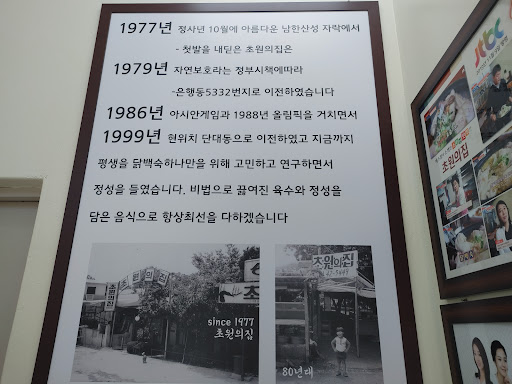 1977년 정사년 10월에 아름다운 남한산성 자락에서
- 첫발을 내딛은 초원의집은
1979년 자연보호라는 정부시책에따라
-은행동5332번지로 이전하였습니다
1986년 아시안게임과 1988년 올림픽을 거치면서
1999년 현위치 단대동으로 이전하였고 지금까지
평생을 닭백숙하나만을 위해 고민하고 연구하면서
정성을 들였습니다. 비법으로 끓여진 육수와 정성을
담은 음식으로 항상최선을 다하겠습니다
초원의집
since 1977
초원의집
초원의집
80년대
jtbc
초원의집